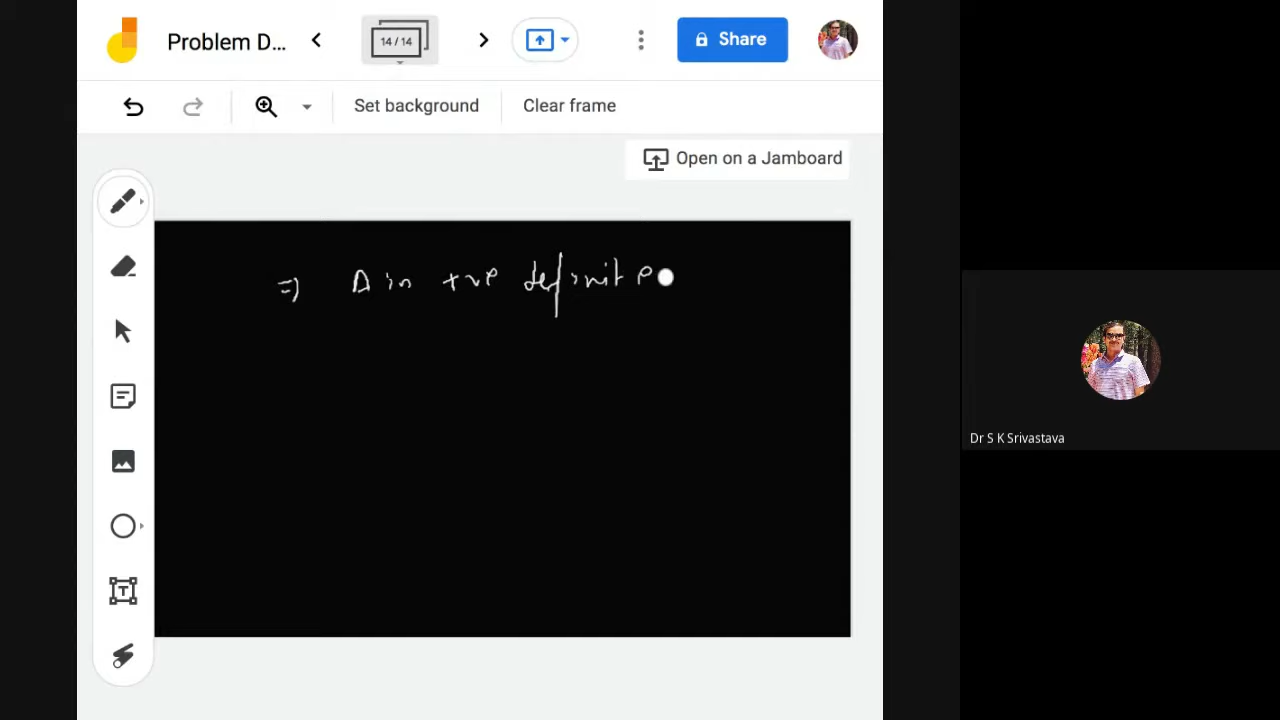 Problem D...
14 / 14
Share
Set background
Clear frame
Open on a Jamboard
=) A is +ve definite
Dr S K Srivastava